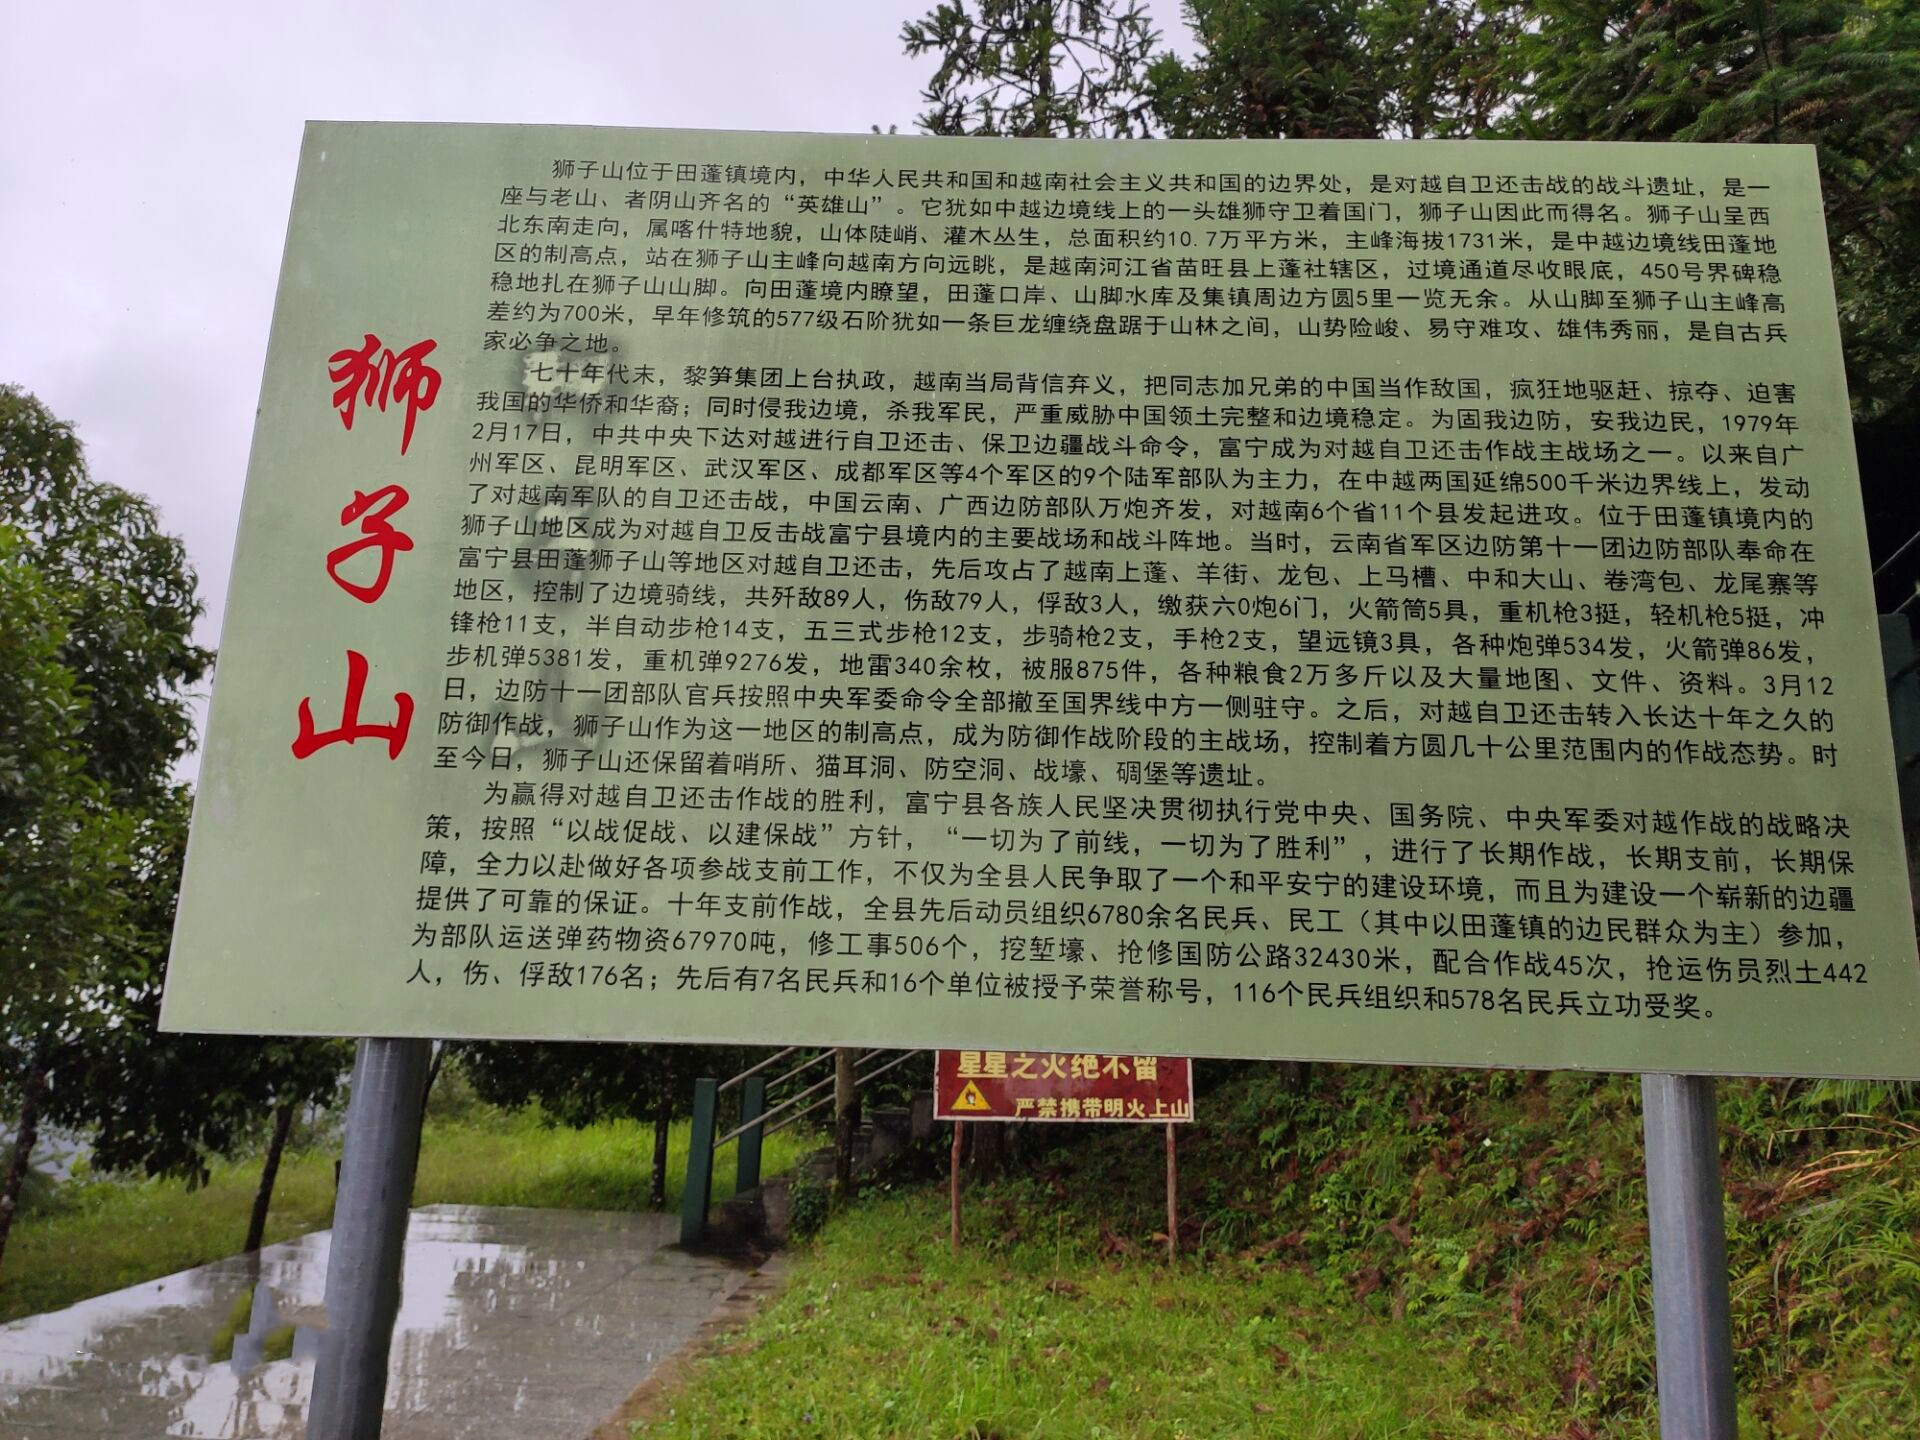 狮子山
狮子山位于田蓬镇境内，中华人民共和国和越南社会主义共和国的边界处，是对越自卫还击战的战斗遗址，是一
座与老山、者阴山齐名的“英雄山”。它犹如中越边境线上的一头雄狮守卫着国门，狮子山因此而得名。狮子山呈西
北东南走向，属喀什特地貌，山体陡峭、灌木丛生，总面积约10.7万平方米，主峰海拔1731米，是中越边境线田蓬地
区的制高点，站在狮子山主峰向越南方向远眺，是越南河江省苗旺县上蓬社辖区，过境通道尽收眼底，450号界碑稳
稳地扎在狮子山山脚。向田蓬境内瞭望，田蓬口岸、山脚水库及集镇周边方圆5里一览无余。从山脚至狮子山主峰高
差约为700米，早年修筑的577级石阶犹如一条巨龙缠绕盘踞于山林之间，山势险峻、易守难攻、雄伟秀丽，是自古兵
家必争之地。
七十年代末，黎笋集团上台执政，越南当局背信弃义，把同志加兄弟的中国当作敌国，疯狂地驱赶、掠夺、迫害
我国的华侨和华裔；同时侵我边境，杀我军民，严重威胁中国领土完整和边境稳定。为固我边防，安我边民，1979年
2月17日，中共中央下达对越进行自卫还击、保卫边疆战斗命令，富宁成为对越自卫还击作战主战场之一。以来自广
州军区、昆明军区、武汉军区、成都军区等4个军区的9个陆军部队为主力，在中越两国延绵500千米边界线上，发动
了对越南军队的自卫还击战，中国云南、广西边防部队万炮齐发，对越南6个省11个县发起进攻。位于田蓬镇境内的
狮子山地区成为对越自卫反击战富宁县境内的主要战场和战斗阵地。当时，云南省军区边防第十一团边防部队奉命在
富宁县田蓬狮子山等地区对越自卫还击，先后攻占了越南上蓬、羊街、龙包、上马槽、中和大山、卷湾包、龙尾寨等
地区，控制了边境骑线，共歼敌89人，伤敌79人，俘敌3人，缴获六0炮6门，火箭筒5具，重机枪3挺，轻机枪5挺，冲
锋枪11支，半自动步枪14支，五三式步枪12支，步骑枪2支，手枪2支，望远镜3具，各种炮弹534发，火箭弹86发，
步机弹5381发，重机弹9276发，地雷340余枚，被服875件，各种粮食2万多斤以及大量地图、文件、资料。3月12
日，边防十一团部队官兵按照中央军委命令全部撤至国界线中方一侧驻守。之后，对越自卫还击转入长达十年之久的
防御作战，狮子山作为这一地区的制高点，成为防御作战阶段的主战场，控制着方圆几十公里范围内的作战态势。时
至今日，狮子山还保留着哨所、猫耳洞、防空洞、战壕、碉堡等遗址。
为赢得对越自卫还击作战的胜利，富宁县各族人民坚决贯彻执行党中央、国务院、中央军委对越作战的战略决
策，按照“以战促战、以建保战”方针，“一切为了前线，一切为了胜利”，进行了长期作战，长期支前，长期保
障，全力以赴做好各项参战支前工作，不仅为全县人民争取了一个和平安宁的建设环境，而且为建设一个崭新的边疆
提供了可靠的保证。十年支前作战，全县先后动员组织6780余名民兵、民工（其中以田蓬镇的边民群众为主）参加，
为部队运送弹药物资67970吨，修工事506个，挖堑壕、抢修国防公路32430米，配合作战45次，抢运伤员烈土442
人，伤、俘敌176名；先后有7名民兵和16个单位被授予荣誉称号，116个民兵组织和578名民兵立功受奖。
星星之火绝不留
严禁携带明火上山